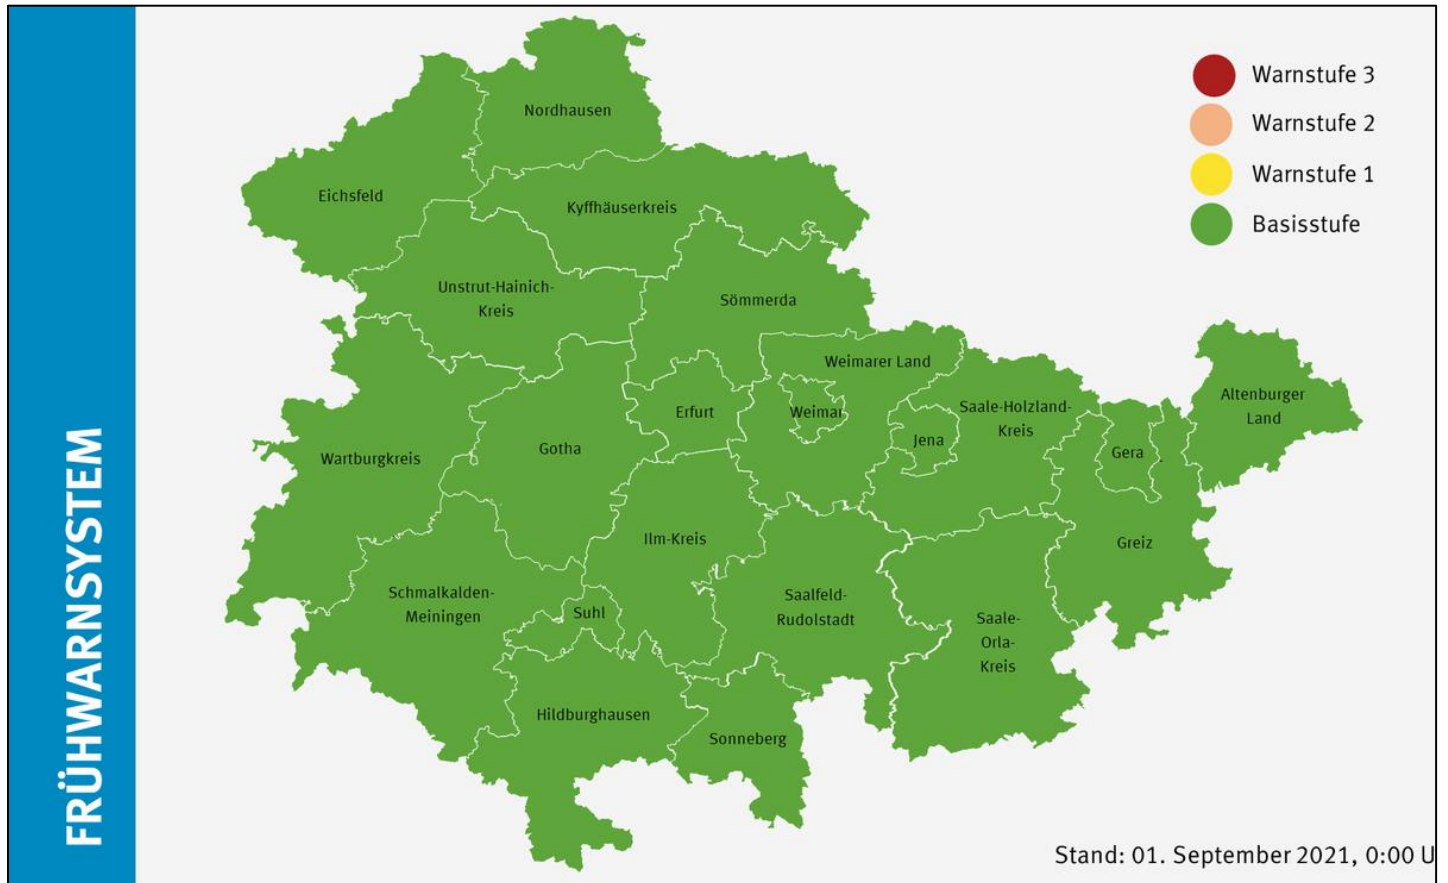 FRÜHWARNSYSTEM
Warnstufe 3
Warnstufe 2
Warnstufe 1
Basisstufe
Nordhausen
Eichsfeld
Kyffhäuserkreis
Unstrut-Hainich-
Kreis
Sömmerda
Weimarer Land
Altenburger
Land
Erfurt
Weimar
Saale-Holzland-
Kreis
Jena
Gera
Gotha
Wartburgkreis
Ilm-Kreis
Greiz
Schmalkalden-
Meiningen
Suhl
Saalfeld-
Rudolstadt
Saale-
Orla-
Kreis
Hildburghausen
Sonneberg
Stand: 01. September 2021, 0:00 U